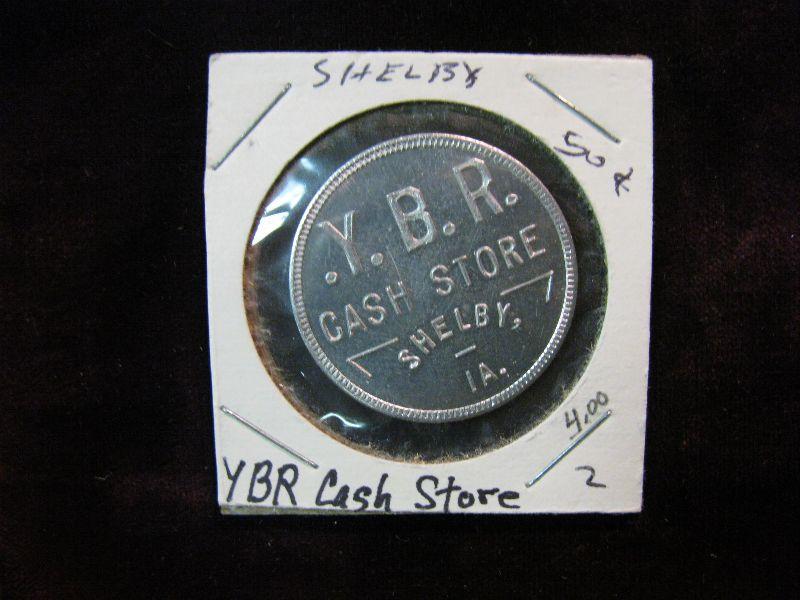 SHELBY
50¢
.Y.B.R.
CASH STORE
SHELBY,
IA.
4.00
2
YBR Cash Store